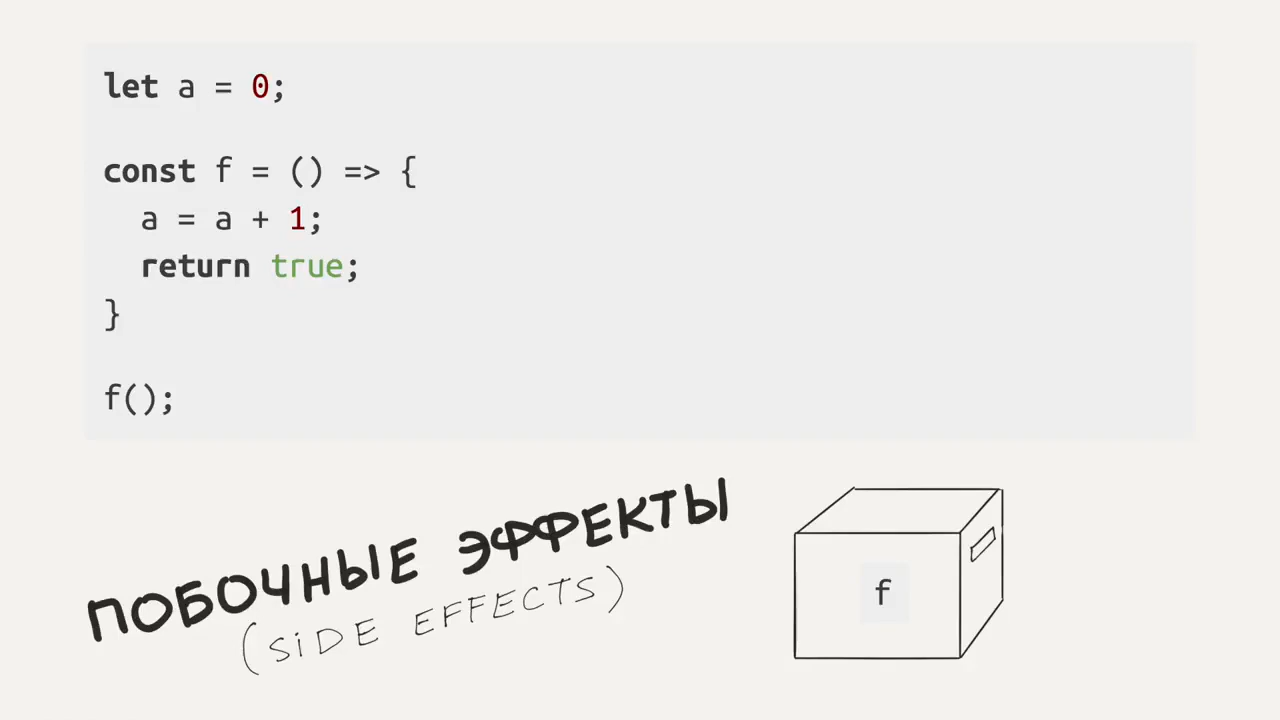 let a = 0;
const f = () => {
a = a + 1;
return true;
}
f();
ПОБОЧНЫЕ ЭФФЕКТЫ
(SiDE EFFECTS)
f